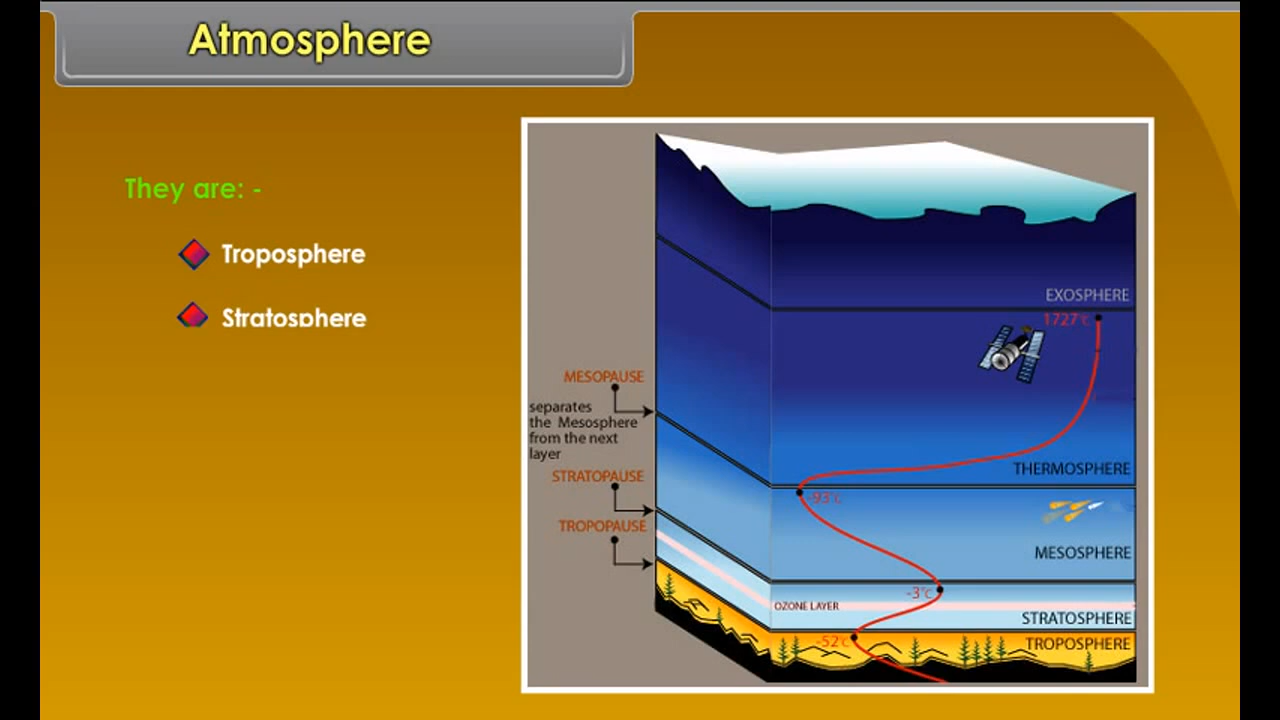 Atmosphere
They are: -
Troposphere
Stratosphere
EXOSPHERE
1727°C
MESOPAUSE
separates
the Mesosphere
from the next
layer
THERMOSPHERE
STRATOPAUSE
-93°C
TROPOPAUSE
MESOSPHERE
-3°C
OZONE LAYER
STRATOSPHERE
-52°C
TROPOSPHERE